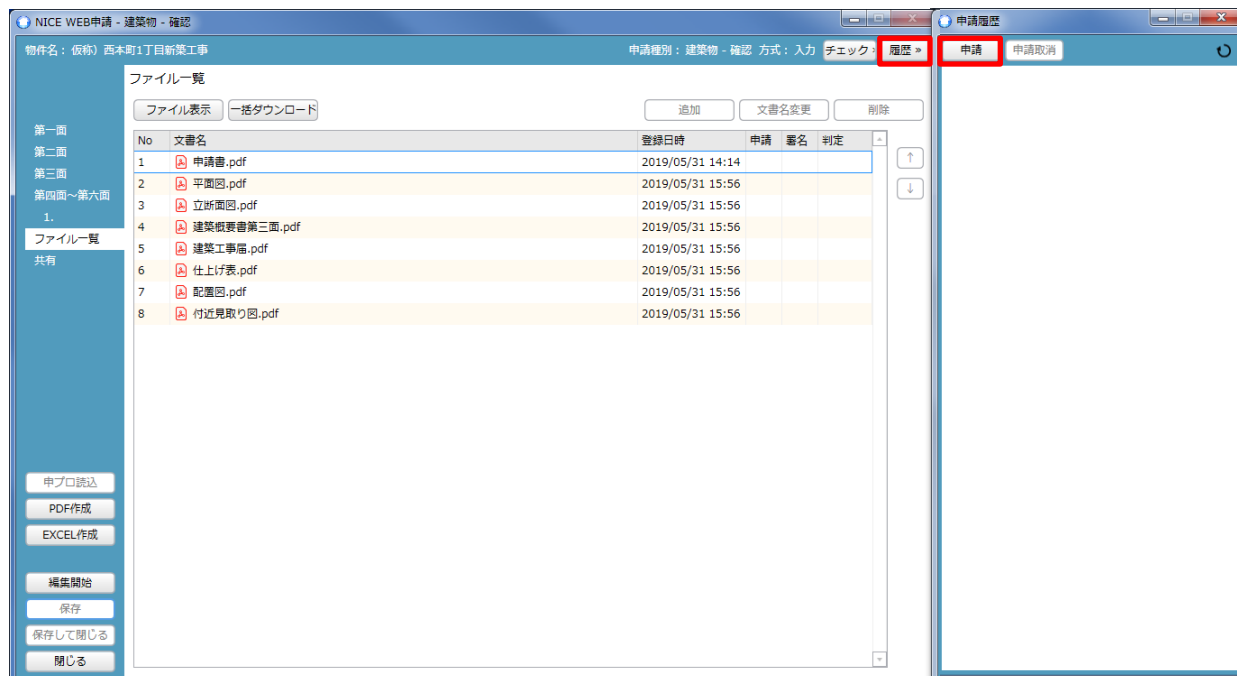 NICE WEB申請 - 建築物 - 確認
物件名： 仮称）西本町1丁目新築工事
申請種別： 建築物 - 確認 方式： 入力 チェック » 履歴 »
第一面
第二面
第三面
第四面～第六面
1.
ファイル一覧
共有
申プロ読込
PDF作成
EXCEL作成
編集開始
保存
保存して閉じる
閉じる
ファイル一覧
ファイル表示 一括ダウンロード 追加 文書名変更 削除
No 文書名 登録日時 申請 署名 判定
1 申請書.pdf 2019/05/31 14:14
2 平面図.pdf 2019/05/31 15:56
3 立断面図.pdf 2019/05/31 15:56
4 建築概要書第三面.pdf 2019/05/31 15:56
5 建築工事届.pdf 2019/05/31 15:56
6 仕上げ表.pdf 2019/05/31 15:56
7 配置図.pdf 2019/05/31 15:56
8 付近見取り図.pdf 2019/05/31 15:56
↑
↓
申請履歴
申請 申請取消